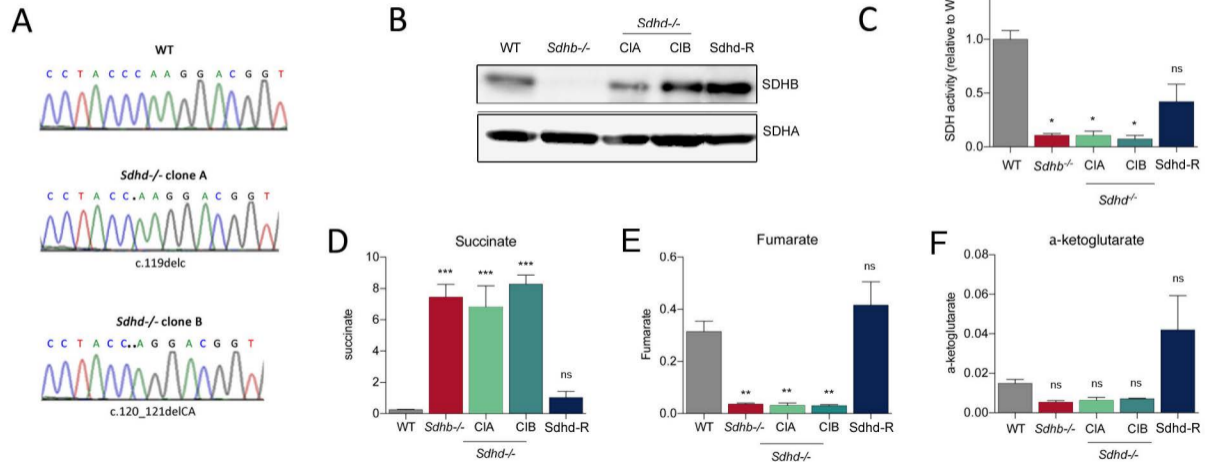 A
WT
C C T A C C C A A G G A C G G T
Sdhd-/- clone A
C C T A C C . A A G G A C G G T
c.119delc
Sdhd-/- clone B
C C T A C C . . A G G A C G G T
c.120_121delCA
B
Sdhd-/-
WT Sdhb-/- ClA ClB Sdhd-R
SDHB
SDHA
C
SDH activity (relative to W
1.0
0.5
0.0
* * * ns
WT Sdhb-/- ClA ClB Sdhd-R
Sdhd-/-
D
Succinate
succinate
10
8
6
4
2
0
*** *** *** ns
WT Sdhb-/- ClA ClB Sdhd-R
Sdhd-/-
E
Fumarate
Fumarate
0.6
0.4
0.2
0.0
** ** ** ns
WT Sdhb-/- ClA ClB Sdhd-R
Sdhd-/-
F
a-ketoglutarate
a-ketoglutarate
0.08
0.06
0.04
0.02
0.00
ns ns ns ns
WT Sdhb-/- ClA ClB Sdhd-R
Sdhd-/-